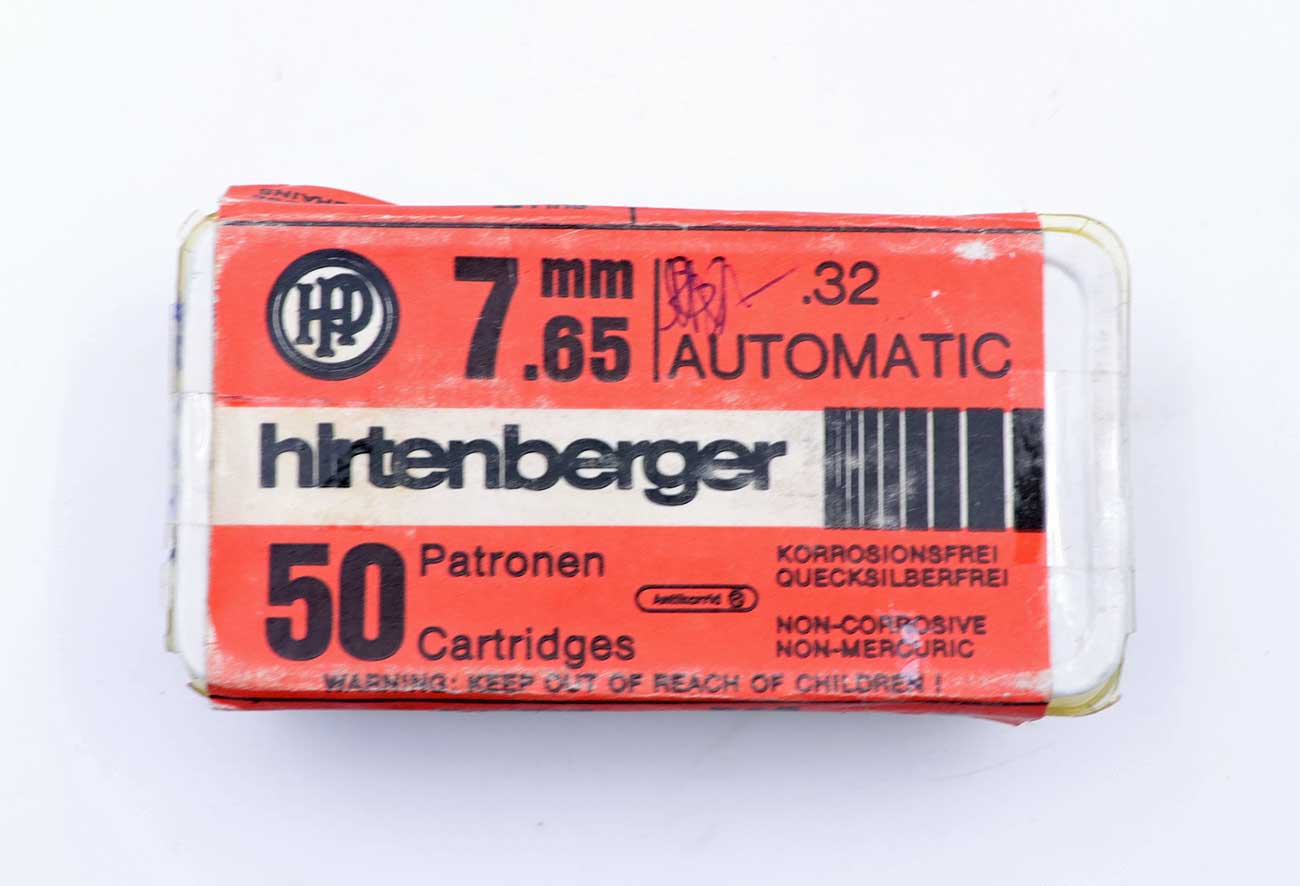 HP
7 mm .65
.32
AUTOMATIC
hirtenberger
50 Patronen
Cartridges
Antikorrid
KORROSIONSFREI
QUECKSILBERFREI
NON-CORROSIVE
NON-MERCURIC
WARNING: KEEP OUT OF REACH OF CHILDREN !